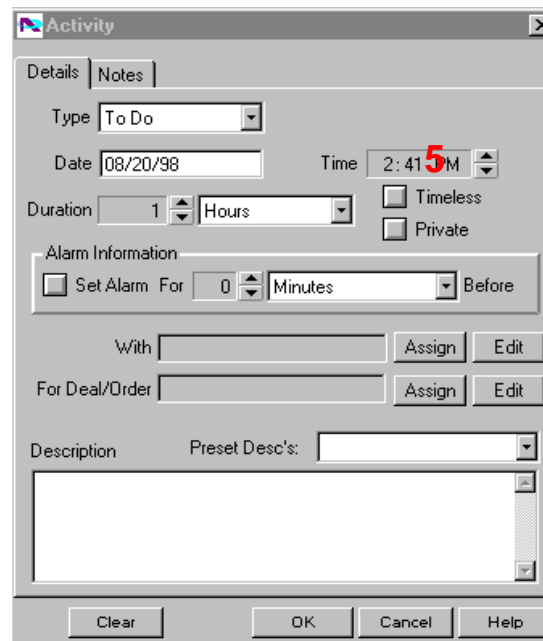 Activity
Details Notes
Type To Do
Date 08/20/98 Time 2:41 5 PM
Duration 1 Hours Timeless
Private
Alarm Information
Set Alarm For 0 Minutes Before
With Assign Edit
For Deal/Order Assign Edit
Description Preset Desc's:
Clear OK Cancel Help